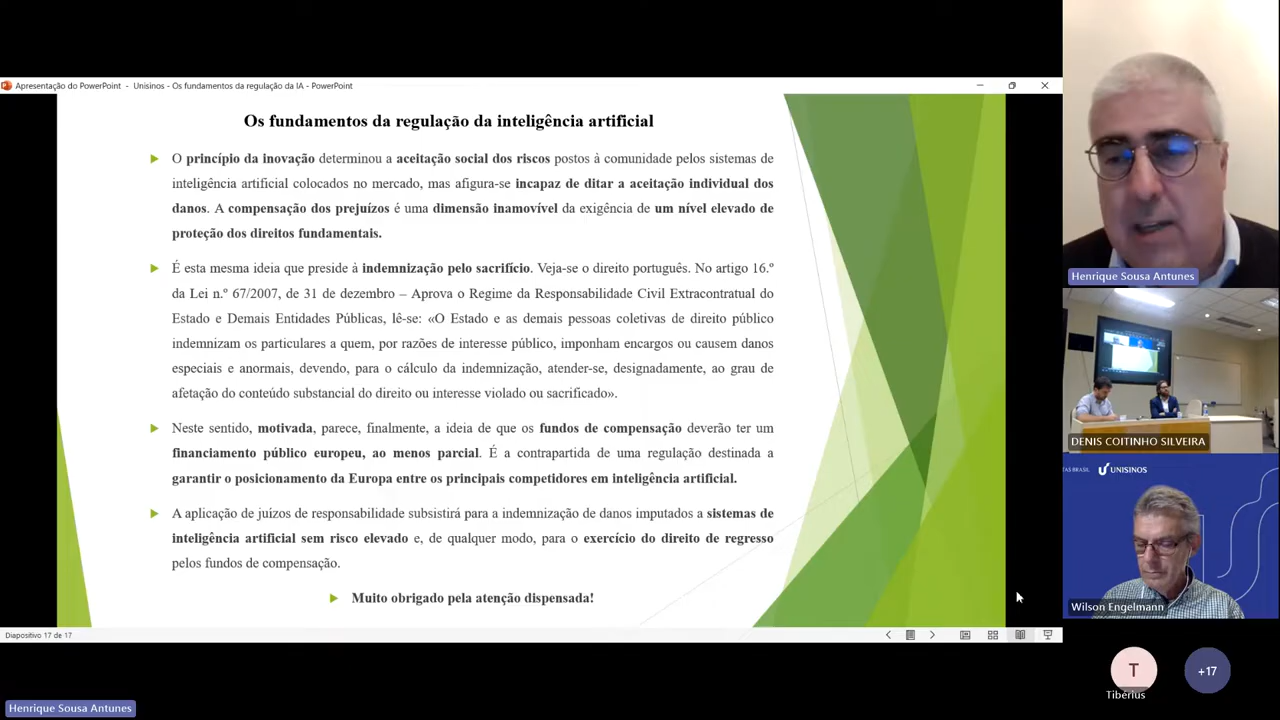 Apresentação do PowerPoint - Unisinos - Os fundamentos da regulação da IA - PowerPoint
Os fundamentos da regulação da inteligência artificial
O princípio da inovação determinou a aceitação social dos riscos postos à comunidade pelos sistemas de
inteligência artificial colocados no mercado, mas afigura-se incapaz de ditar a aceitação individual dos
danos. A compensação dos prejuízos é uma dimensão inamovível da exigência de um nível elevado de
proteção dos direitos fundamentais.
É esta mesma ideia que preside à indemnização pelo sacrifício. Veja-se o direito português. No artigo 16.º
da Lei n.º 67/2007, de 31 de dezembro – Aprova o Regime da Responsabilidade Civil Extracontratual do
Estado e Demais Entidades Públicas, lê-se: «O Estado e as demais pessoas coletivas de direito público
indemnizam os particulares a quem, por razões de interesse público, imponham encargos ou causem danos
especiais e anormais, devendo, para o cálculo da indemnização, atender-se, designadamente, ao grau de
afetação do conteúdo substancial do direito ou interesse violado ou sacrificado».
Neste sentido, motivada, parece, finalmente, a ideia de que os fundos de compensação deverão ter um
financiamento público europeu, ao menos parcial. É a contrapartida de uma regulação destinada a
garantir o posicionamento da Europa entre os principais competidores em inteligência artificial.
A aplicação de juízos de responsabilidade subsistirá para a indemnização de danos imputados a sistemas de
inteligência artificial sem risco elevado e, de qualquer modo, para o exercício do direito de regresso
pelos fundos de compensação.
Muito obrigado pela atenção dispensada!
Diapositivo 17 de 17
Henrique Sousa Antunes
Henrique Sousa Antunes
DENIS COITINHO SILVEIRA
TAS BRASIL
UNISINOS
Wilson Engelmann
T
Tibérius
+17